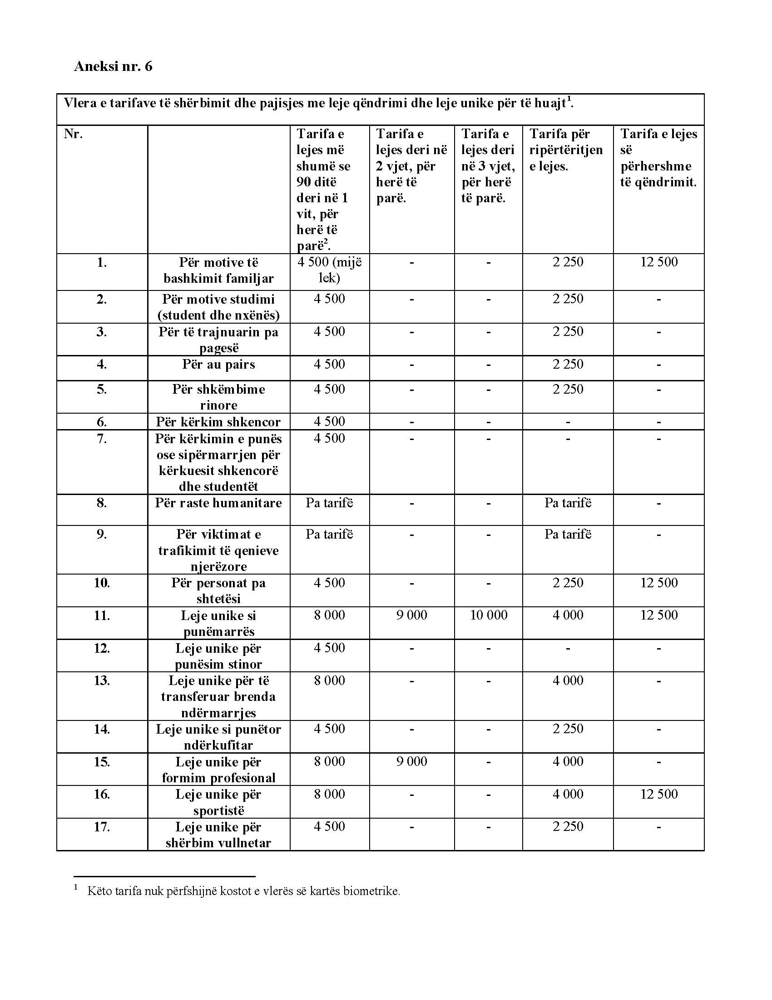 Aneksi nr. 6
Vlera e tarifave të shërbimit dhe pajisjes me leje qëndrimi dhe leje unike për të huajt¹.
Nr.
Tarifa e
lejes më
shumë se
90 ditë
deri në 1
vit, për
herë të
parë².
Tarifa e
lejes deri në
2 vjet, për
herë të
parë.
Tarifa e
lejes deri
në 3 vjet,
për herë
të parë.
Tarifa për
ripërtëritjen
e lejes.
Tarifa e lejes
së
përhershme
të qëndrimit.
1.
Për motive të
bashkimit familjar
4 500 (mijë
lek)
-
-
2 250
12 500
2.
Për motive studimi
(student dhe nxënës)
4 500
-
-
2 250
-
3.
Për të trajnuarin pa
pagesë
4 500
-
-
2 250
-
4.
Për au pairs
4 500
-
-
2 250
-
5.
Për shkëmbime
rinore
4 500
-
-
2 250
-
6.
Për kërkim shkencor
4 500
-
-
-
-
7.
Për kërkimin e punës
ose sipërmarrjen për
kërkuesit shkencorë
dhe studentët
4 500
-
-
-
-
8.
Për raste humanitare
Pa tarifë
-
-
Pa tarifë
-
9.
Për viktimat e
trafikimit të qenieve
njerëzore
Pa tarifë
-
-
Pa tarifë
-
10.
Për personat pa
shtetësi
4 500
-
-
2 250
12 500
11.
Leje unike si
punëmarrës
8 000
9 000
10 000
4 000
12 500
12.
Leje unike për
punësim stinor
4 500
-
-
-
-
13.
Leje unike për të
transferuar brenda
ndërmarrjes
8 000
-
-
4 000
-
14.
Leje unike si punëtor
ndërkufitar
4 500
-
-
2 250
-
15.
Leje unike për
formim profesional
8 000
9 000
-
4 000
-
16.
Leje unike për
sportistë
8 000
-
-
4 000
12 500
17.
Leje unike për
shërbim vullnetar
4 500
-
-
2 250
-
¹ Këto tarifa nuk përfshijnë kostot e vlerës së kartës biometrike.